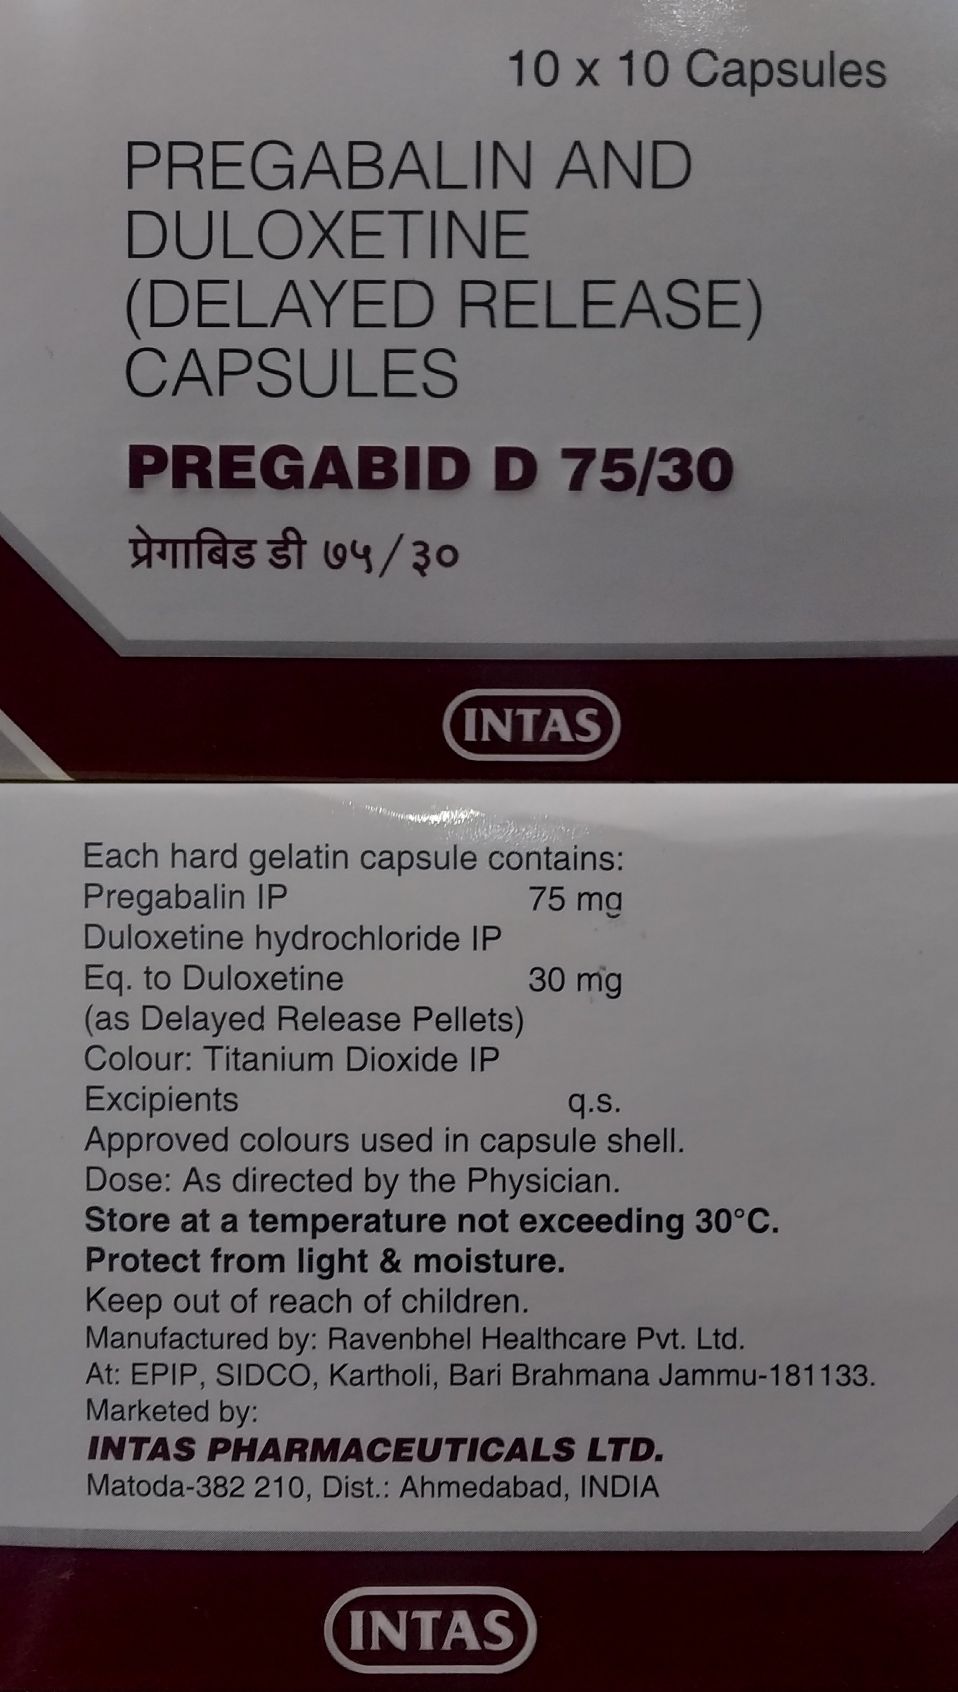 10 x 10 Capsules
PREGABALIN AND
DULOXETINE
(DELAYED RELEASE)
CAPSULES
PREGABID D 75/30
प्रेगाबिड डी ७५/३०
INTAS
Each hard gelatin capsule contains:
Pregabalin IP 75 mg
Duloxetine hydrochloride IP
Eq. to Duloxetine 30 mg
(as Delayed Release Pellets)
Colour: Titanium Dioxide IP
Excipients q.s.
Approved colours used in capsule shell.
Dose: As directed by the Physician.
Store at a temperature not exceeding 30°C.
Protect from light & moisture.
Keep out of reach of children.
Manufactured by: Ravenbhel Healthcare Pvt. Ltd.
At: EPIP, SIDCO, Kartholi, Bari Brahmana Jammu-181133.
Marketed by:
INTAS PHARMACEUTICALS LTD.
Matoda-382 210, Dist.: Ahmedabad, INDIA
INTAS